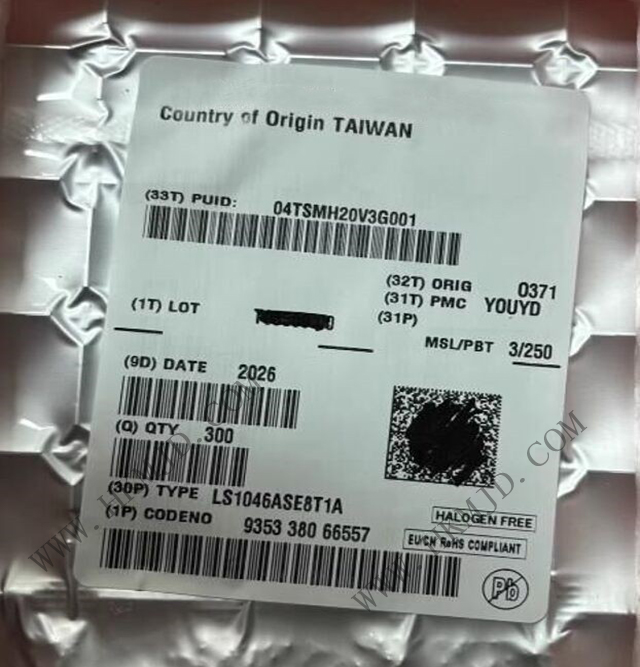 Country of Origin TAIWAN
(33T) PUID: 04TSMH20V3G001
(32T) ORIG 0371
(31T) PMC YOUYD
(1T) LOT
(31P)
MSL/PBT 3/250
(9D) DATE 2026
(Q) QTY .300
(30P) TYPE LS1046ASE8T1A
(1P) CODENO 9353 380 66557
HALOGEN FREE
EU/CH RoHS COMPLIANT
Pb